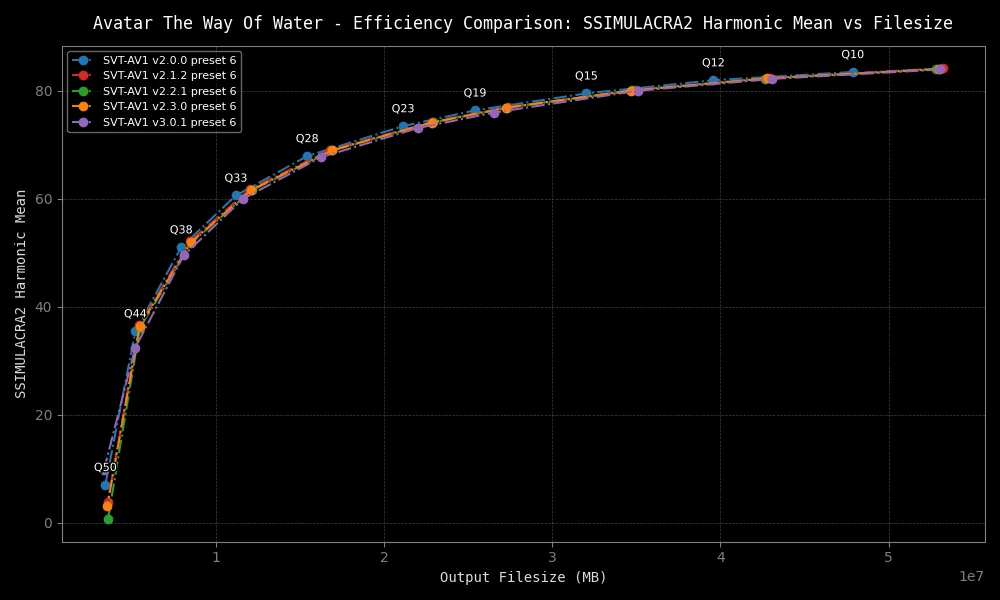 Avatar The Way Of Water - Efficiency Comparison: SSIMULACRA2 Harmonic Mean vs Filesize
SVT-AV1 v2.0.0 preset 6
SVT-AV1 v2.1.2 preset 6
SVT-AV1 v2.2.1 preset 6
SVT-AV1 v2.3.0 preset 6
SVT-AV1 v3.0.1 preset 6
Q10
Q12
Q15
Q19
Q23
Q28
Q33
Q38
Q44
Q50
80
60
40
20
0
SSIMULACRA2 Harmonic Mean
1 2 3 4 5
1e7
Output Filesize (MB)